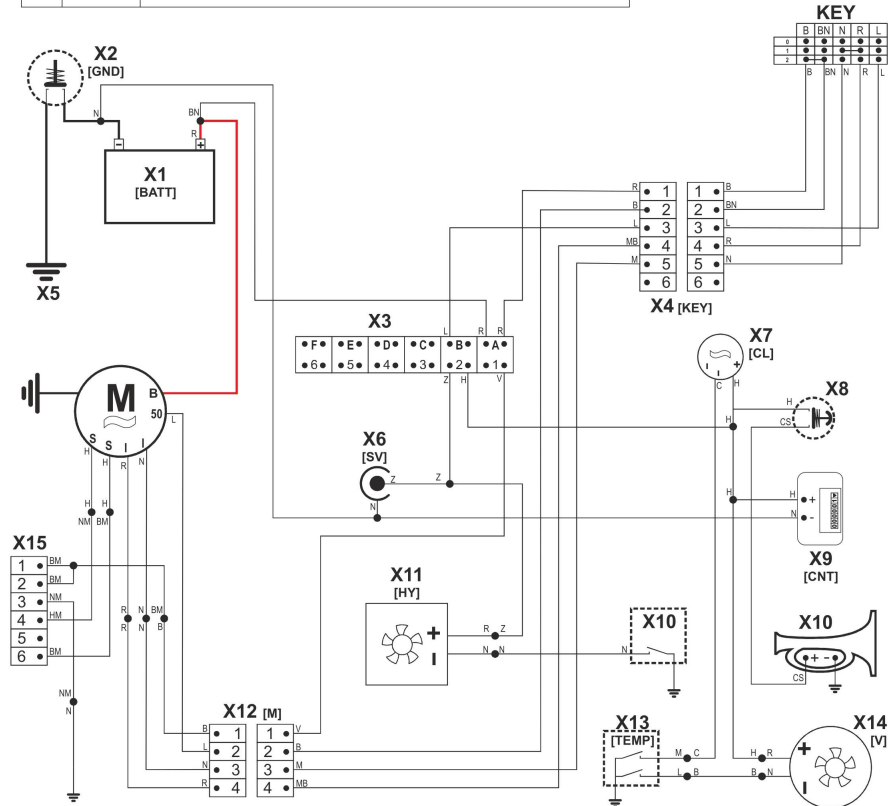 KEY
B BN N R L
0
1
2
B BN N R L
X2
[GND]
N
BN
R
- +
X1
[BATT]
X5
R 1 1 B
B 2 2 BN
L 3 3 L
MB 4 4 R
M 5 5 N
6 6
X4 [KEY]
X3
L R R
F E D C B A
6 5 4 3 2 1
Z H V
X7
[CL]
- - +
C H
X8
H
CS
H
M
B
50
L
S S I I
H H R N
X6
[SV]
Z Z
N
H
H +
N -
0000000
X9
[CNT]
H H
NM BM
X15
1 BM
2 BM
3 NM
4 HM
5
6 BM
R N BM
R N B
X11
[HY]
+ R Z
- N N
X10
N
X10
+ -
CS
NM
N
X12 [M]
B 1 1 V
L 2 2 B
N 3 3 M
R 4 4 MB
X13
[TEMP]
M C
L B
H R
B N
+
-
X14
[V]